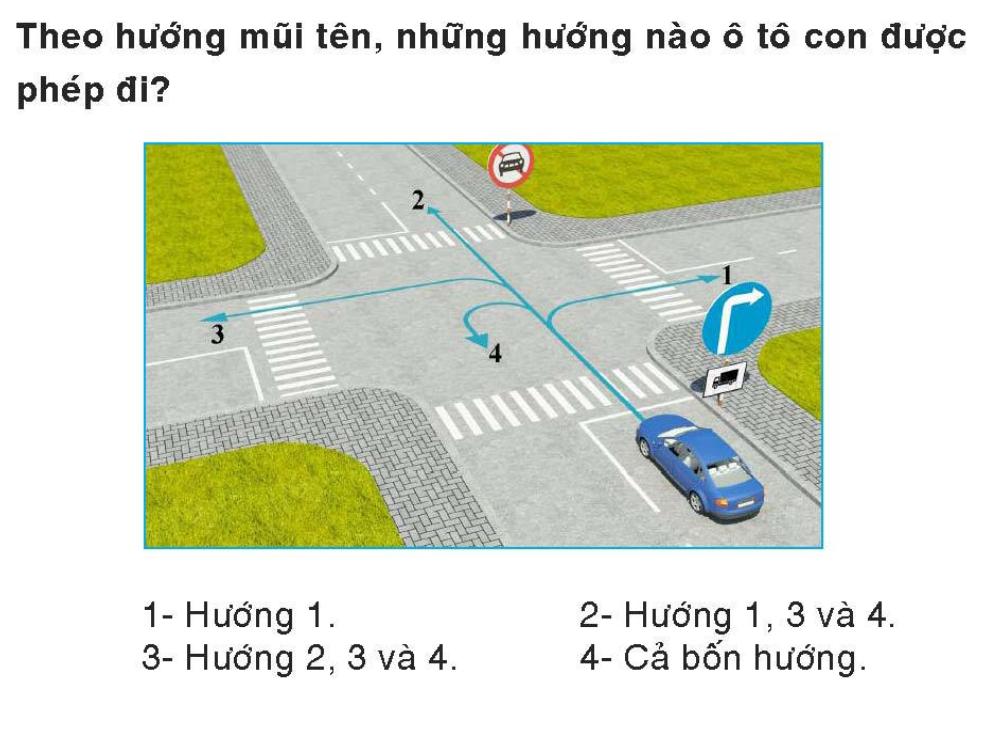 Theo hướng mũi tên, những hướng nào ô tô con được
phép đi?
2
1
3
4
1- Hướng 1.
2- Hướng 1, 3 và 4.
3- Hướng 2, 3 và 4.
4- Cả bốn hướng.